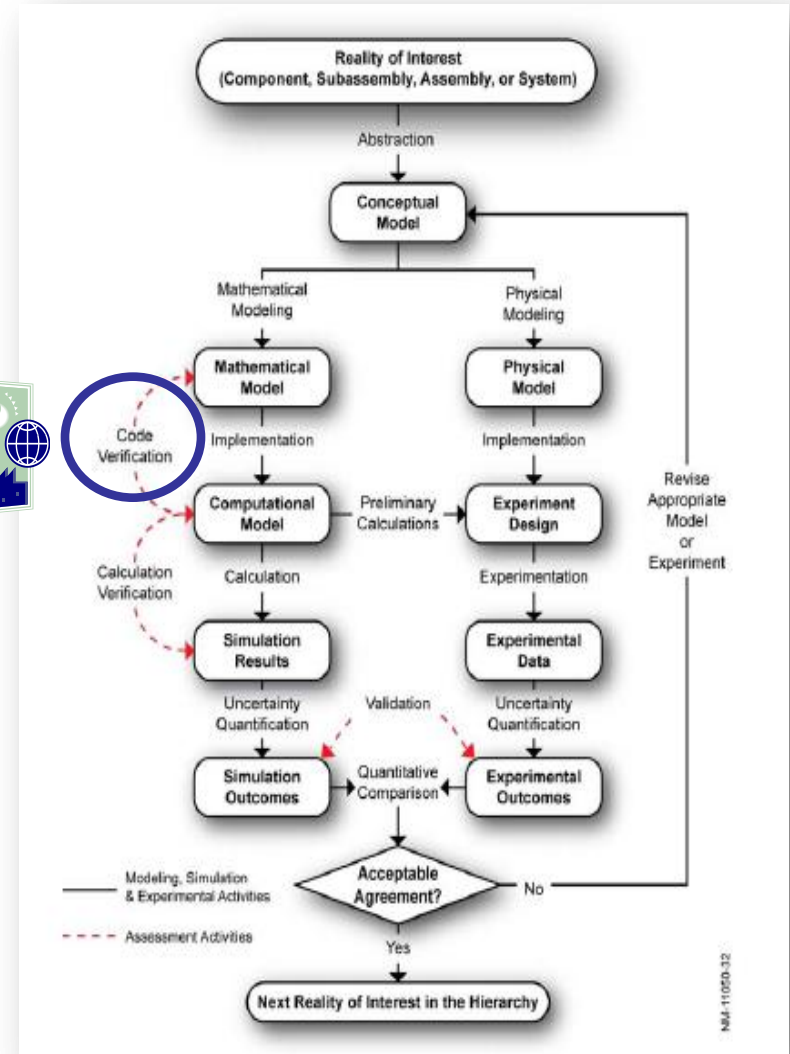 Reality of Interest
(Component, Subassembly, Assembly, or System)
Abstraction
Conceptual
Model
Mathematical
Modeling
Physical
Modeling
Mathematical
Model
Physical
Model
Code
Verification
Implementation
Implementation
Computational
Model
Preliminary
Calculations
Experiment
Design
Revise
Appropriate
Model
or
Experiment
Calculation
Verification
Calculation
Experimentation
Simulation
Results
Experimental
Data
Uncertainty
Quantification
Validation
Uncertainty
Quantification
Simulation
Outcomes
Quantitative
Comparison
Experimental
Outcomes
Modeling, Simulation
& Experimental Activities
Acceptable
Agreement?
No
Assessment Activities
Yes
Next Reality of Interest in the Hierarchy
NM-11050-32